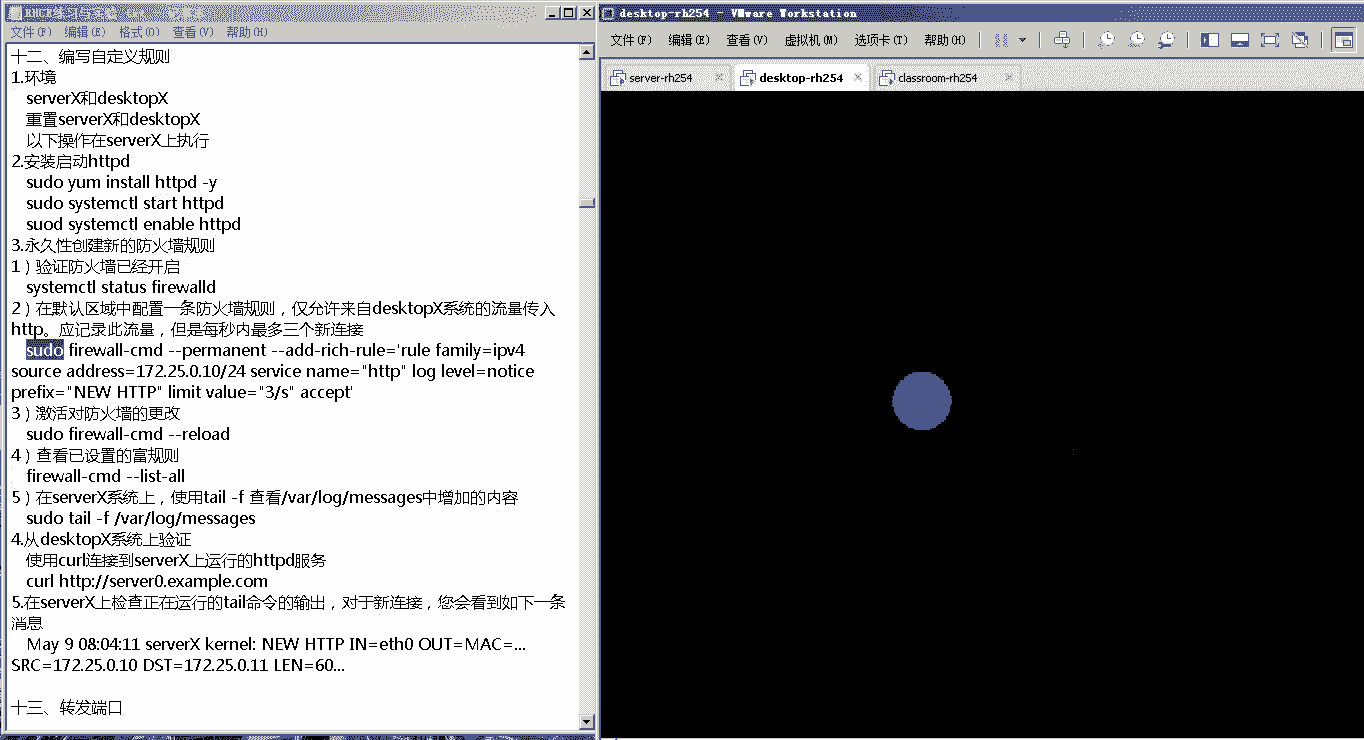 文件(F) 编辑(E) 格式(O) 查看(V) 帮助(H)
十二、编写自定义规则
1.环境
serverX和desktopX
重置serverX和desktopX
以下操作在serverX上执行
2.安装启动httpd
sudo yum install httpd -y
sudo systemctl start httpd
suod systemctl enable httpd
3.永久性创建新的防火墙规则
1）验证防火墙已经开启
systemctl status firewalld
2）在默认区域中配置一条防火墙规则，仅允许来自desktopX系统的流量传入
http。应记录此流量，但是每秒内最多三个新连接
sudo firewall-cmd --permanent --add-rich-rule='rule family=ipv4
source address=172.25.0.10/24 service name="http" log level=notice
prefix="NEW HTTP" limit value="3/s" accept'
3）激活对防火墙的更改
sudo firewall-cmd --reload
4）查看已设置的富规则
firewall-cmd --list-all
5）在serverX系统上，使用tail -f 查看/var/log/messages中增加的内容
sudo tail -f /var/log/messages
4.从desktopX系统上验证
使用curl连接到serverX上运行的httpd服务
curl http://server0.example.com
5.在serverX上检查正在运行的tail命令的输出，对于新连接，您会看到如下一条
消息
May 9 08:04:11 serverX kernel: NEW HTTP IN=eth0 OUT=MAC=...
SRC=172.25.0.10 DST=172.25.0.11 LEN=60...
十三、转发端口
desktop-rh254 - VMware Workstation
文件(F) 编辑(E) 查看(V) 虚拟机(M) 选项卡(T) 帮助(H)
server-rh254 desktop-rh254 classroom-rh254